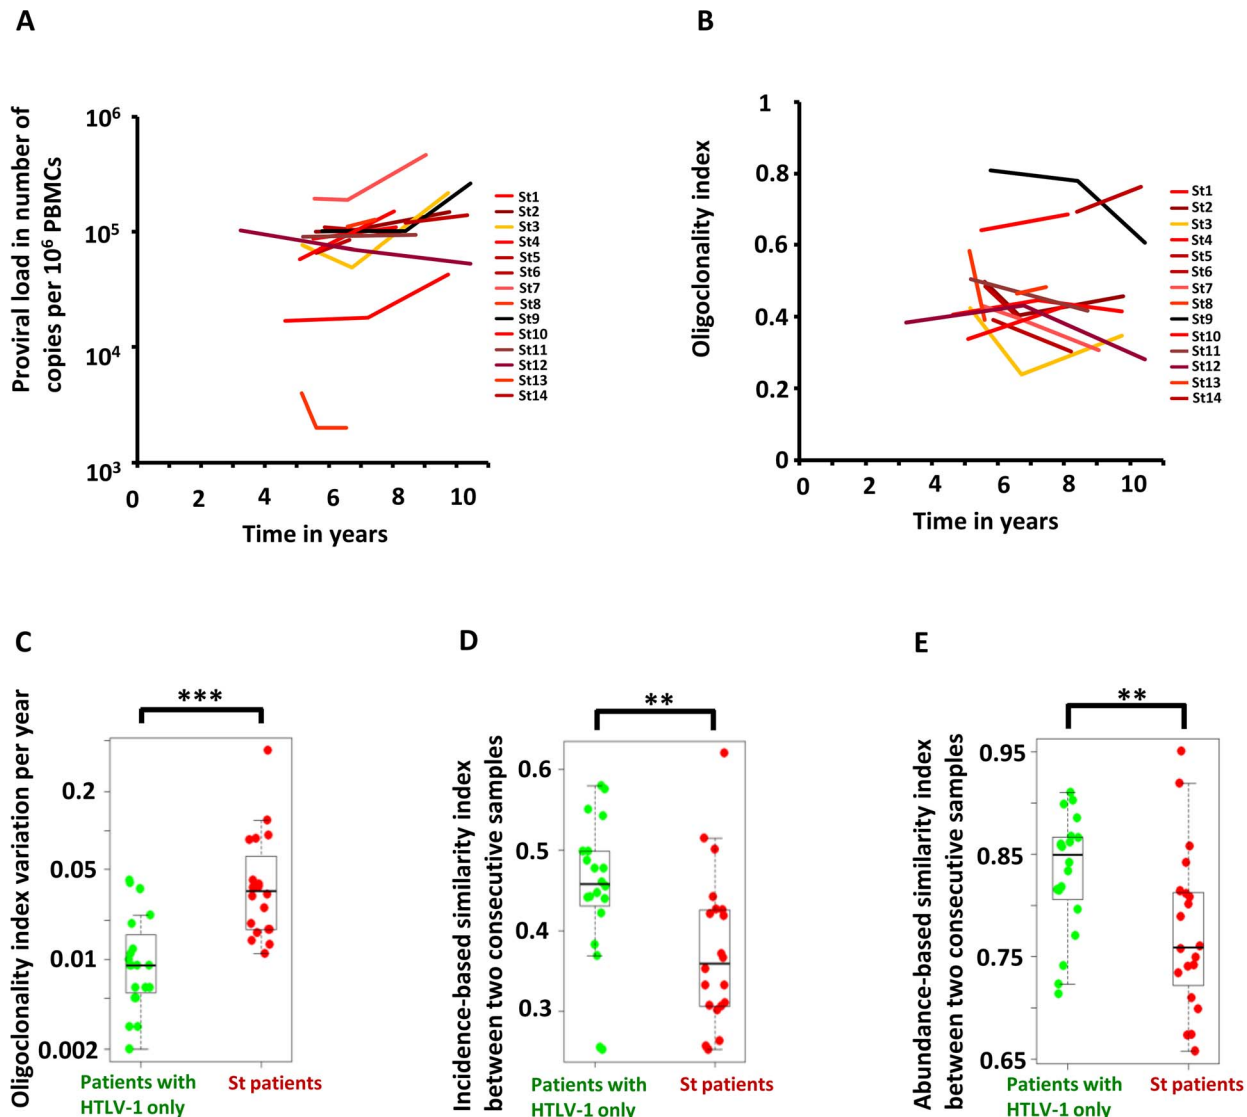 A
B
Proviral load in number of
copies per 10⁶ PBMCs
10⁶
10⁵
10⁴
10³
0 2 4 6 8 10
Time in years
St1
St2
St3
St4
St5
St6
St7
St8
St9
St10
St11
St12
St13
St14
Oligoclonality index
1
0.8
0.6
0.4
0.2
0
0 2 4 6 8 10
Time in years
St1
St2
St3
St4
St5
St6
St7
St8
St9
St10
St11
St12
St13
St14
C
Oligoclonality index variation per year
***
0.2
0.05
0.01
0.002
Patients with
HTLV-1 only
St patients
D
Incidence-based similarity index
between two consecutive samples
**
0.6
0.5
0.4
0.3
Patients with
HTLV-1 only
St patients
E
Abundance-based similarity index
between two consecutive samples
**
0.95
0.85
0.75
0.65
Patients with
HTLV-1 only
St patients